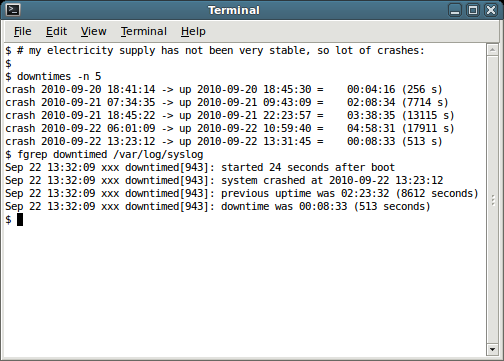 Terminal
File Edit View Terminal Help
$ # my electricity supply has not been very stable, so lot of crashes:
$
$ downtimes -n 5
crash 2010-09-20 18:41:14 -> up 2010-09-20 18:45:30 =    00:04:16 (256 s)
crash 2010-09-21 07:34:35 -> up 2010-09-21 09:43:09 =    02:08:34 (7714 s)
crash 2010-09-21 18:45:22 -> up 2010-09-21 22:23:57 =    03:38:35 (13115 s)
crash 2010-09-22 06:01:09 -> up 2010-09-22 10:59:40 =    04:58:31 (17911 s)
crash 2010-09-22 13:23:12 -> up 2010-09-22 13:31:45 =    00:08:33 (513 s)
$ fgrep downtimed /var/log/syslog
Sep 22 13:32:09 xxx downtimed[943]: started 24 seconds after boot
Sep 22 13:32:09 xxx downtimed[943]: system crashed at 2010-09-22 13:23:12
Sep 22 13:32:09 xxx downtimed[943]: previous uptime was 02:23:32 (8612 seconds)
Sep 22 13:32:09 xxx downtimed[943]: downtime was 00:08:33 (513 seconds)
$